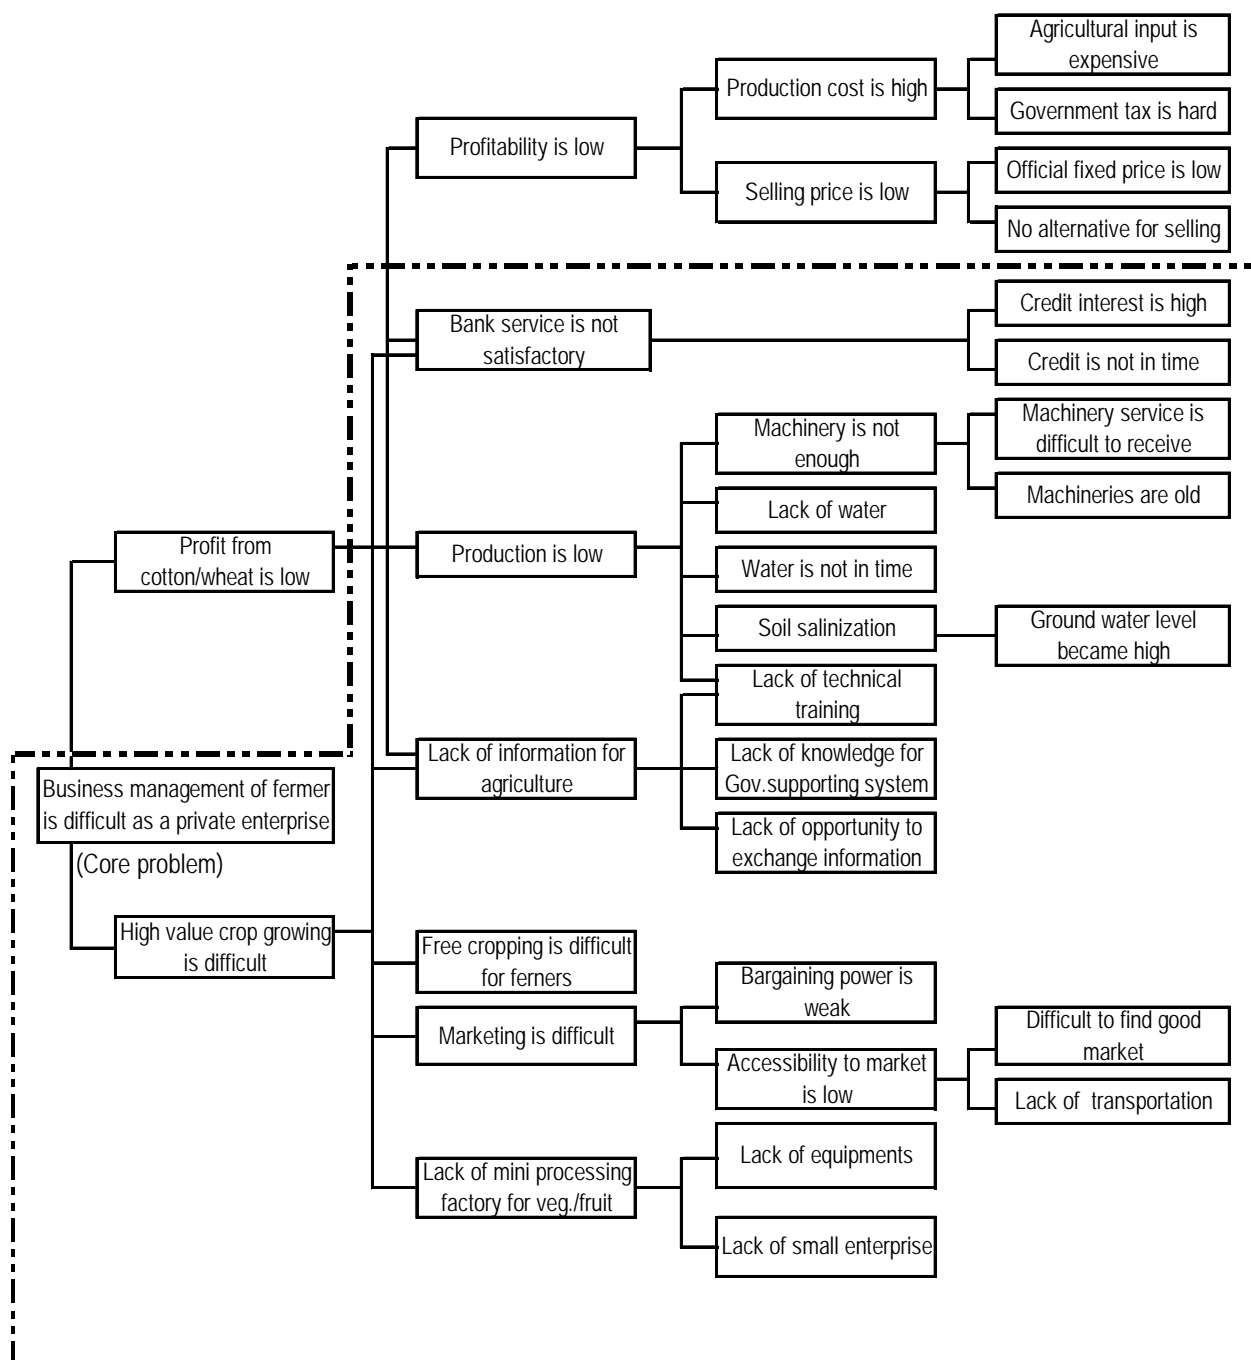 Agricultural input is
expensive
Production cost is high
Government tax is hard
Profitability is low
Official fixed price is low
Selling price is low
No alternative for selling
Credit interest is high
Bank service is not
satisfactory
Credit is not in time
Machinery service is
difficult to receive
Machinery is not
enough
Machineries are old
Lack of water
Profit from
cotton/wheat is low
Production is low
Water is not in time
Soil salinization
Ground water level
became high
Lack of technical
training
Lack of information for
agriculture
Lack of knowledge for
Gov.supporting system
Business management of fermer
is difficult as a private enterprise
(Core problem)
Lack of opportunity to
exchange information
High value crop growing
is difficult
Free cropping is difficult
for ferners
Bargaining power is
weak
Marketing is difficult
Difficult to find good
market
Accessibility to market
is low
Lack of  transportation
Lack of equipments
Lack of mini processing
factory for veg./fruit
Lack of small enterprise